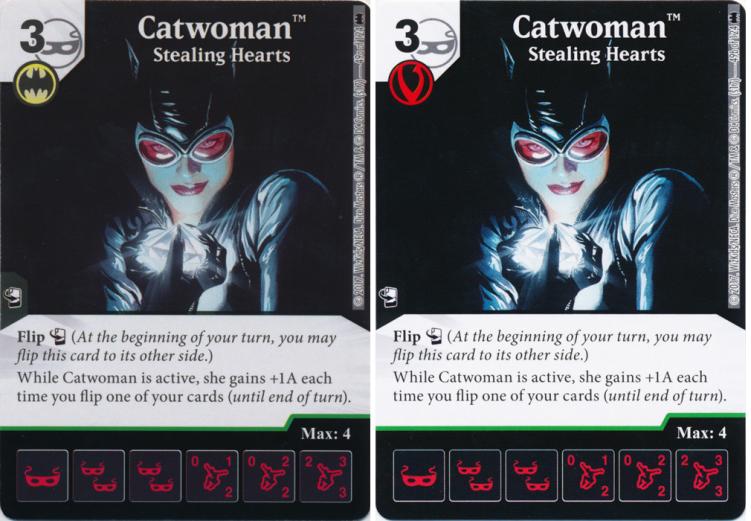 3
Catwoman™
Stealing Hearts
Flip (At the beginning of your turn, you may
flip this card to its other side.)
While Catwoman is active, she gains +1A each
time you flip one of your cards (until end of turn).
Max: 4
0 1 2
0 2 2
2 3 3
3
Catwoman™
Stealing Hearts
Flip (At the beginning of your turn, you may
flip this card to its other side.)
While Catwoman is active, she gains +1A each
time you flip one of your cards (until end of turn).
Max: 4
0 1 2
0 2 2
2 3 3